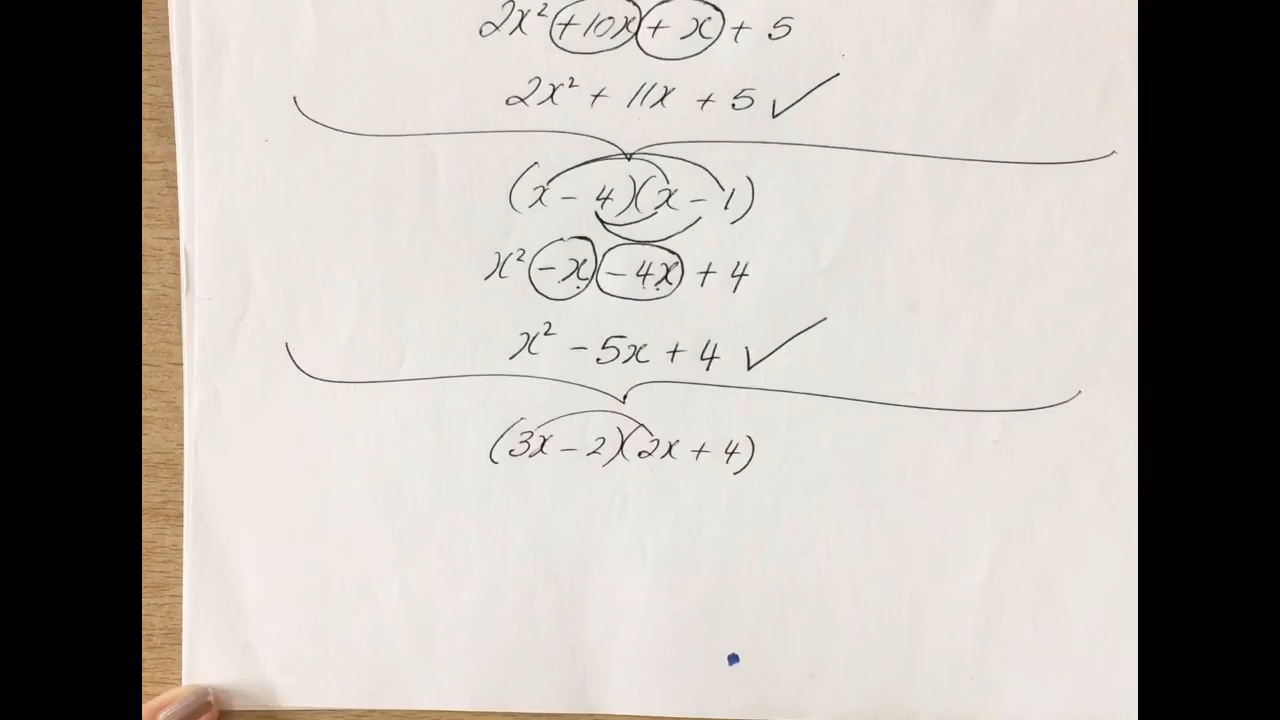 2x² + 10x + x + 5
2x² + 11x + 5 ✓
(x - 4)(x - 1)
x² - x - 4x + 4
x² - 5x + 4 ✓
(3x - 2)(2x + 4)